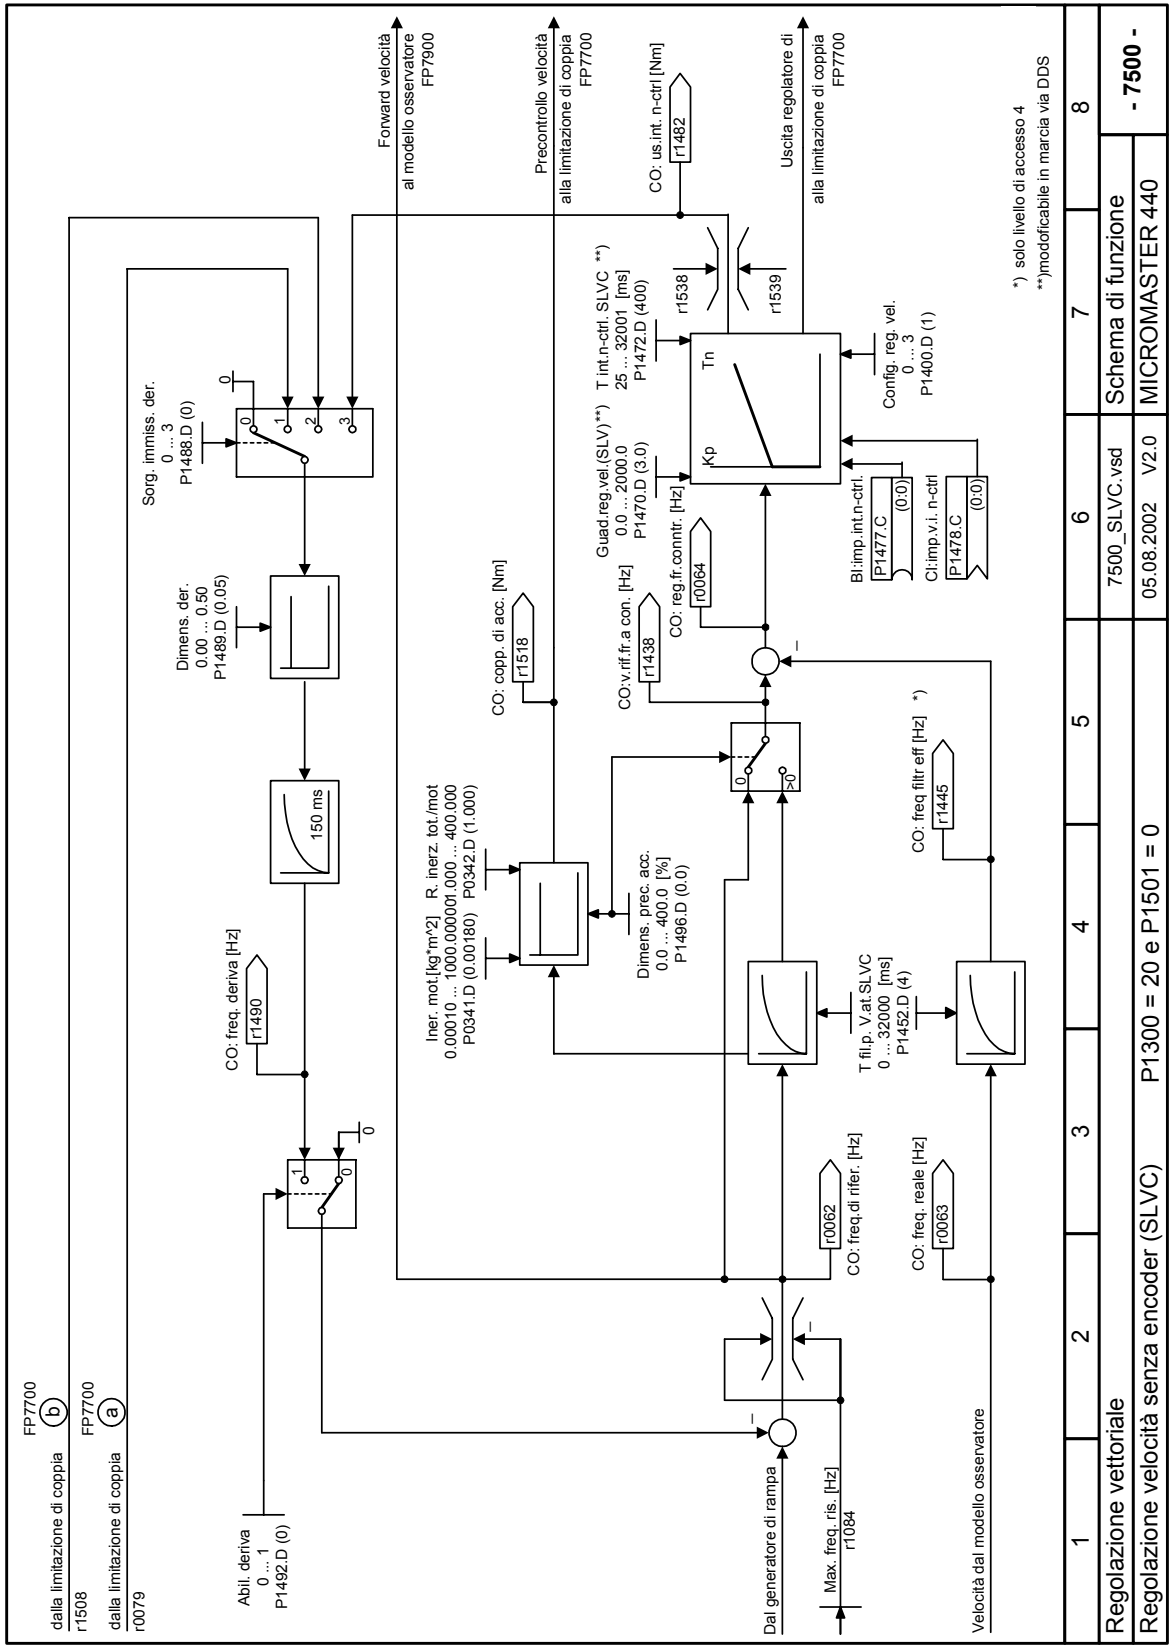 FP7700
dalla limitazione di coppia
b
r1508
FP7700
dalla limitazione di coppia
a
r0079
Abil. deriva
0 ... 1
P1492.D (0)
1
0
0
CO: freq. deriva [Hz]
r1490
150 ms
Dimens. der.
0.00 ... 0.50
P1489.D (0.05)
Sorg. immiss. der.
0 ... 3
P1488.D (0)
0
0
1
2
3
Forward velocità
al modello osservatore
FP7900
Iner. mot.[kg*m^2]
0.00010 ... 1000.00000
P0341.D (0.00180)
R. inerz. tot./mot
1.000 ... 400.000
P0342.D (1.000)
CO: copp. di acc. [Nm]
r1518
Precontrollo velocità
alla limitazione di coppia
FP7700
Dimens. prec. acc.
0.0 ... 400.0 [%]
P1496.D (0.0)
0
>0
CO:v.rif.fr.a con. [Hz]
r1438
CO: reg.fr.conntr. [Hz]
r0064
Guad.reg.vel.(SLV)**)
0.0 ... 2000.0
P1470.D (3.0)
T int.n-ctrl. SLVC **)
25 ... 32001 [ms]
P1472.D (400)
Kp
Tn
r1538
r1539
CO: us.int. n-ctrl [Nm]
r1482
Uscita regolatore di
alla limitazione di coppia
FP7700
BI:imp.int.n-ctrl.
P1477.C
(0:0)
CI:imp.v.i. n-ctrl
P1478.C
(0:0)
Config. reg. vel.
0 ... 3
P1400.D (1)
Dal generatore di rampa
–
–
–
Max. freq. ris. [Hz]
r1084
r0062
CO: freq.di rifer. [Hz]
T fil.p. V.at.SLVC
0 ... 32000 [ms]
P1452.D (4)
Velocità dal modello osservatore
CO: freq. reale [Hz]
r0063
CO: freq filtr eff [Hz] *)
r1445
*) solo livello di accesso 4
**)modoficabile in marcia via DDS
1
2
3
4
5
6
7
8
Regolazione vettoriale
7500_SLVC.vsd
Schema di funzione
- 7500 -
Regolazione velocità senza encoder (SLVC)
P1300 = 20 e P1501 = 0
05.08.2002
V2.0
MICROMASTER 440